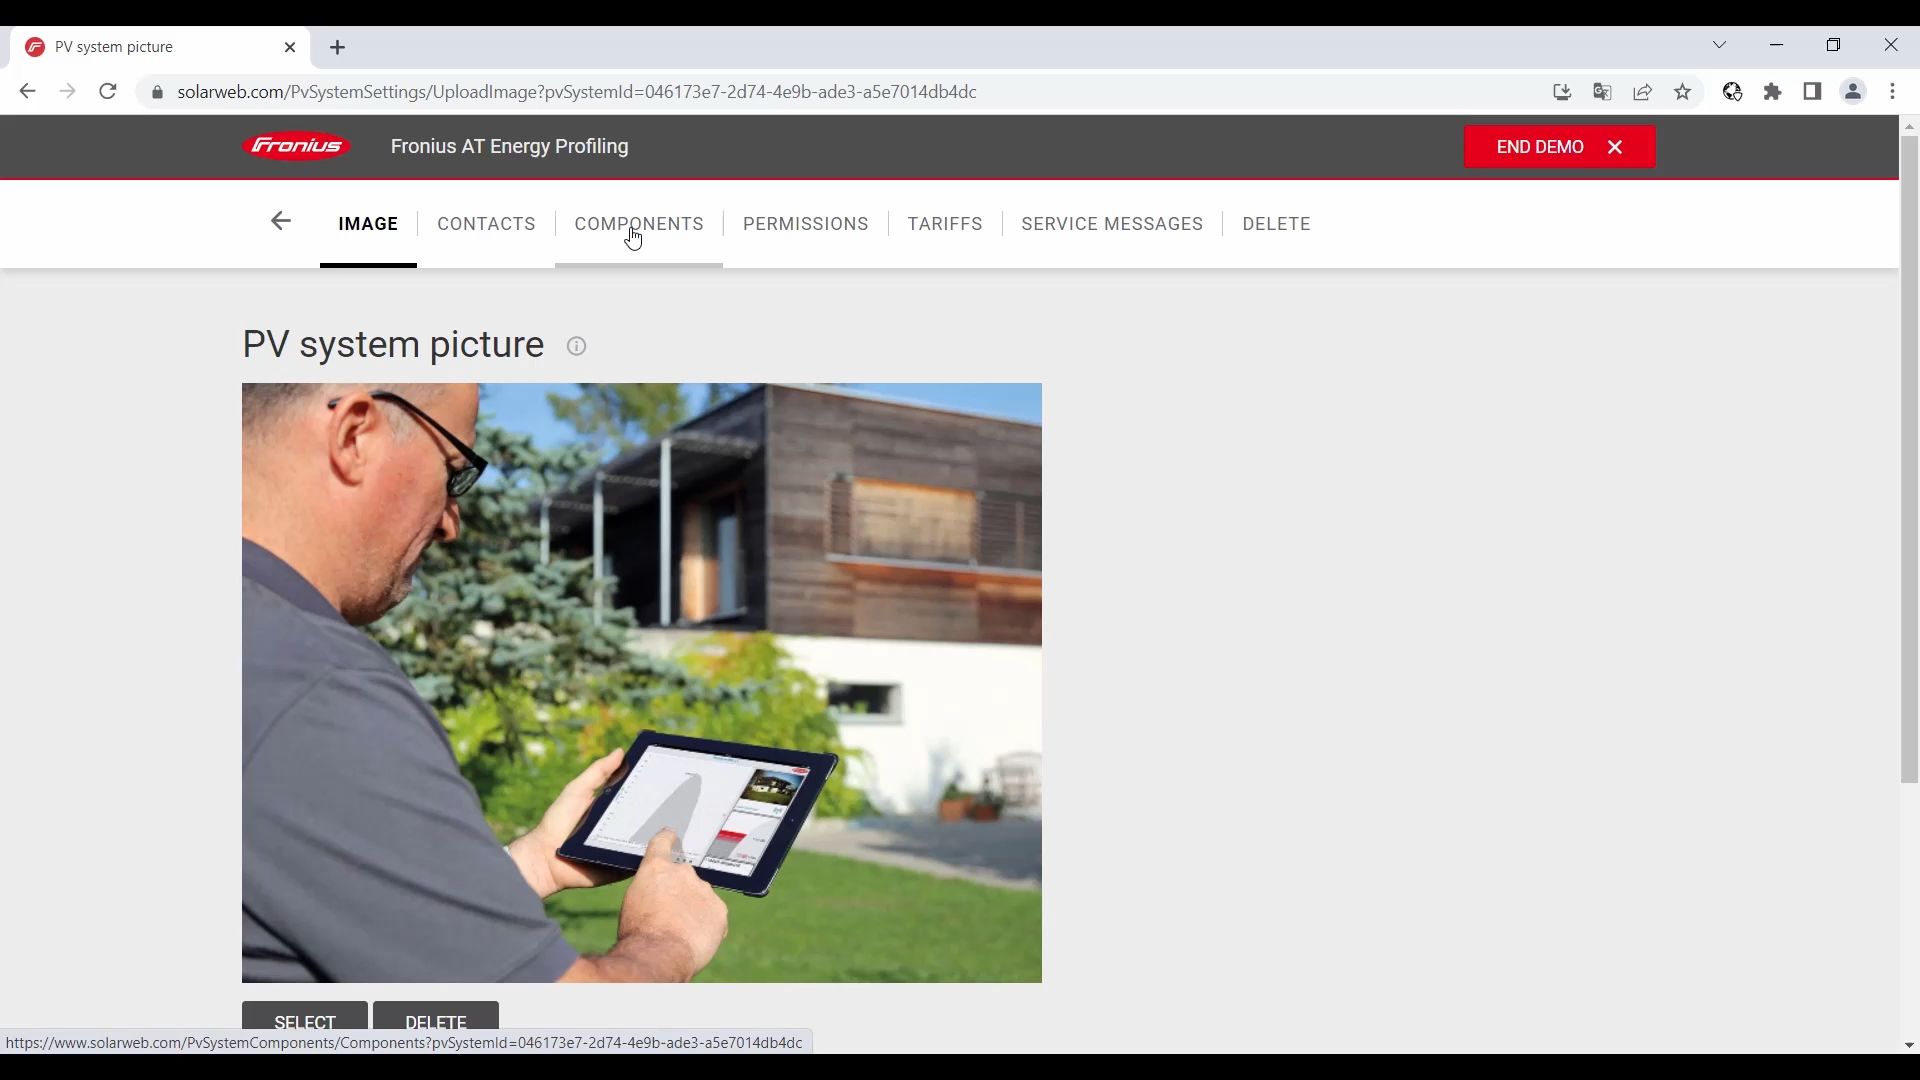 PV system picture
solarweb.com/PvSystemSettings/UploadImage?pvSystemId=046173e7-2d74-4e9b-ade3-a5e7014db4dc
Fronius Fronius AT Energy Profiling END DEMO
IMAGE CONTACTS COMPONENTS PERMISSIONS TARIFFS SERVICE MESSAGES DELETE
PV system picture
SELECT DELETE
https://www.solarweb.com/PvSystemComponents/Components?pvSystemId=046173e7-2d74-4e9b-ade3-a5e7014db4dc